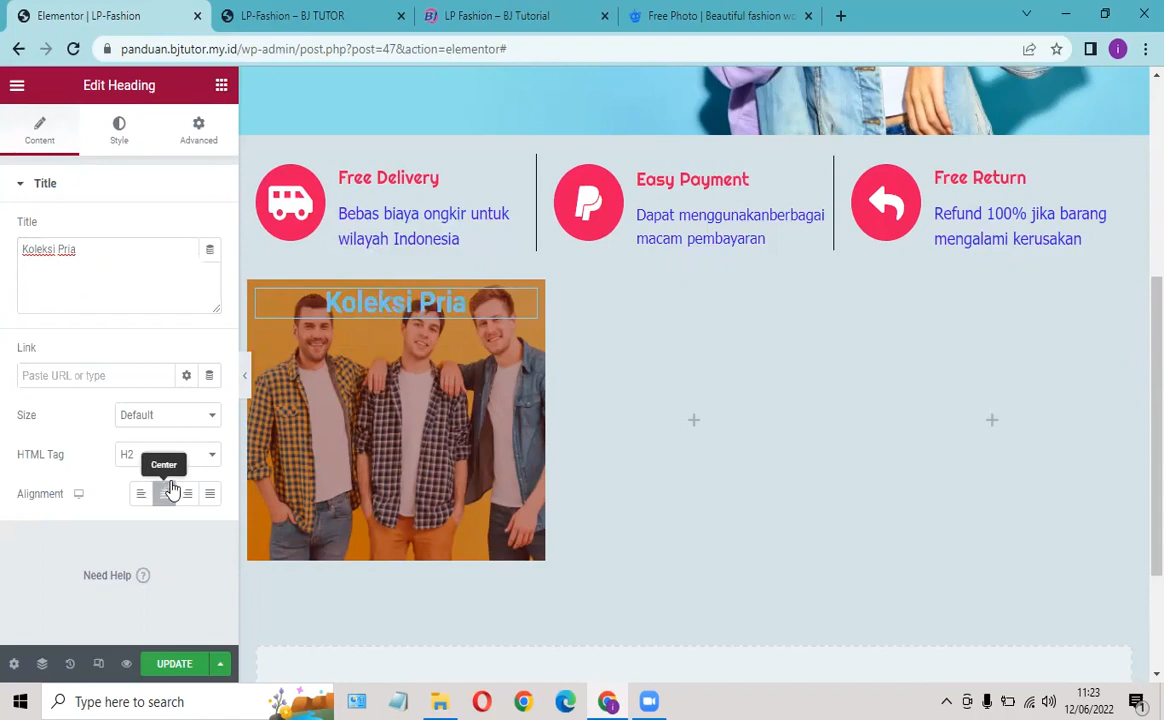 Elementor | LP-Fashion
LP-Fashion – BJ TUTOR
LP Fashion – BJ Tutorial
Free Photo | Beautiful fashion wo
panduan.bjtutor.my.id/wp-admin/post.php?post=47&action=elementor#
i
Edit Heading
Content
Style
Advanced
Title
Title
Koleksi Pria
Link
Paste URL or type
Size
Default
HTML Tag
H2
Center
Alignment
Need Help ?
UPDATE
Free Delivery
Bebas biaya ongkir untuk
wilayah Indonesia
Easy Payment
Dapat menggunakanberbagai
macam pembayaran
Free Return
Refund 100% jika barang
mengalami kerusakan
Koleksi Pria
Type here to search
11:23
12/06/2022
1